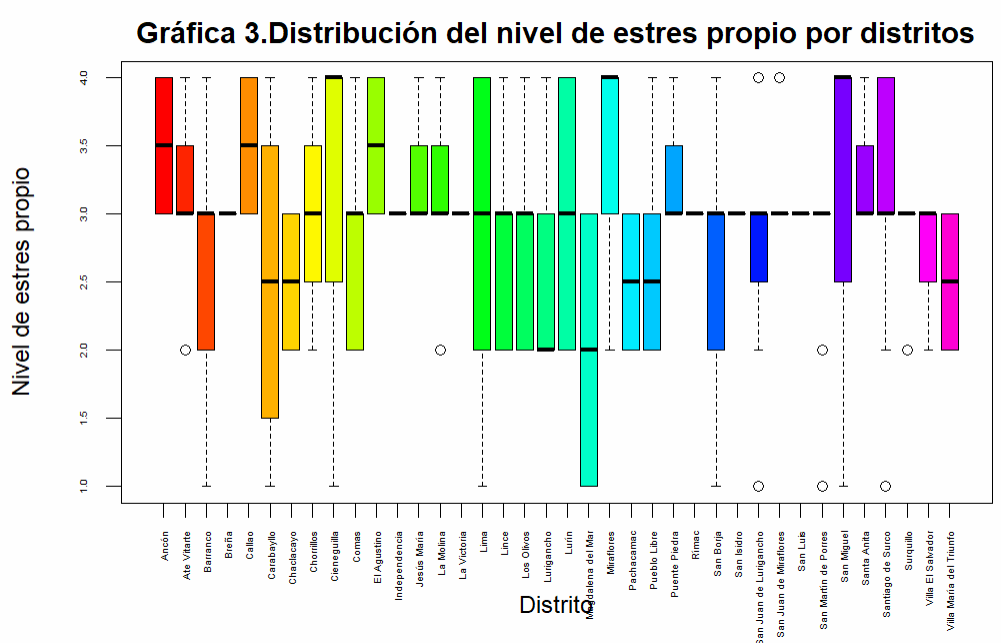 Gráfica 3.Distribución del nivel de estres propio por distritos
Nivel de estres propio
4.0
3.5
3.0
2.5
2.0
1.5
1.0
Ancón
Ate Vitarte
Barranco
Breña
Callao
Carabayllo
Chaclacayo
Chorrillos
Cieneguilla
Comas
El Agustino
Independencia
Jesús María
La Molina
La Victoria
Lima
Lince
Los Olivos
Lurigancho
Lurín
Magdalena del Mar
Miraflores
Pachacamac
Pueblo Libre
Puente Piedra
Rimac
San Borja
San Isidro
San Juan de Lurigancho
San Juan de Miraflores
San Luis
San Martín de Porres
San Miguel
Santa Anita
Santiago de Surco
Surquillo
Villa El Salvador
Villa María del Triunfo
Distrito